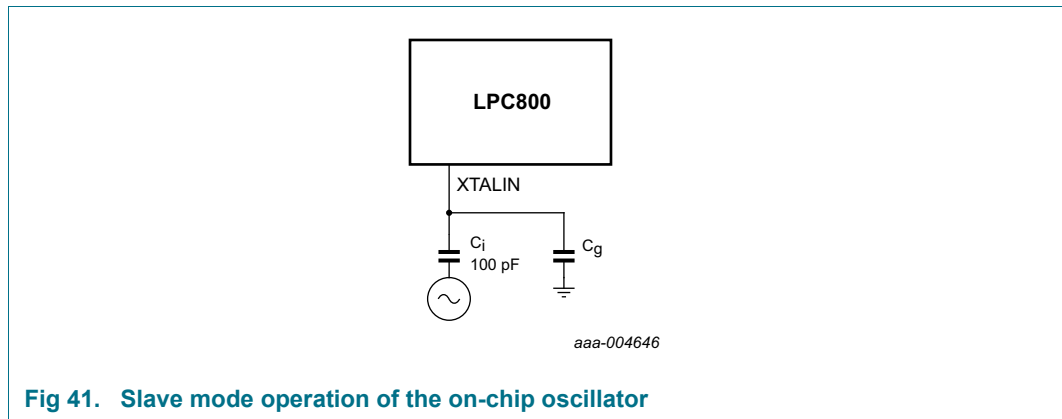 LPC800
XTALIN
Ci
100 pF
Cg
aaa-004646
Fig 41. Slave mode operation of the on-chip oscillator